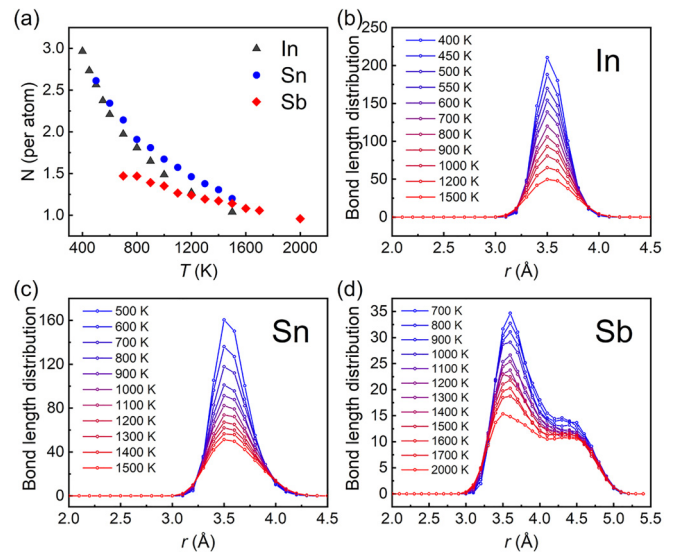 (a)
N (per atom)
3.0
2.5
2.0
1.5
1.0
In
Sn
Sb
400
800
1200
1600
2000
T (K)
(b)
Bond length distribution
250
200
150
100
50
0
400 K
450 K
500 K
550 K
600 K
700 K
800 K
900 K
1000 K
1200 K
1500 K
In
2.0
2.5
3.0
3.5
4.0
4.5
r (Å)
(c)
Bond length distribution
160
120
80
40
0
500 K
600 K
700 K
800 K
900 K
1000 K
1100 K
1200 K
1300 K
1400 K
1500 K
Sn
2.0
2.5
3.0
3.5
4.0
4.5
r (Å)
(d)
Bond length distribution
35
30
25
20
15
10
5
0
700 K
800 K
900 K
1000 K
1100 K
1200 K
1300 K
1400 K
1500 K
1600 K
1700 K
2000 K
Sb
2.0
2.5
3.0
3.5
4.0
4.5
5.0
5.5
r (Å)